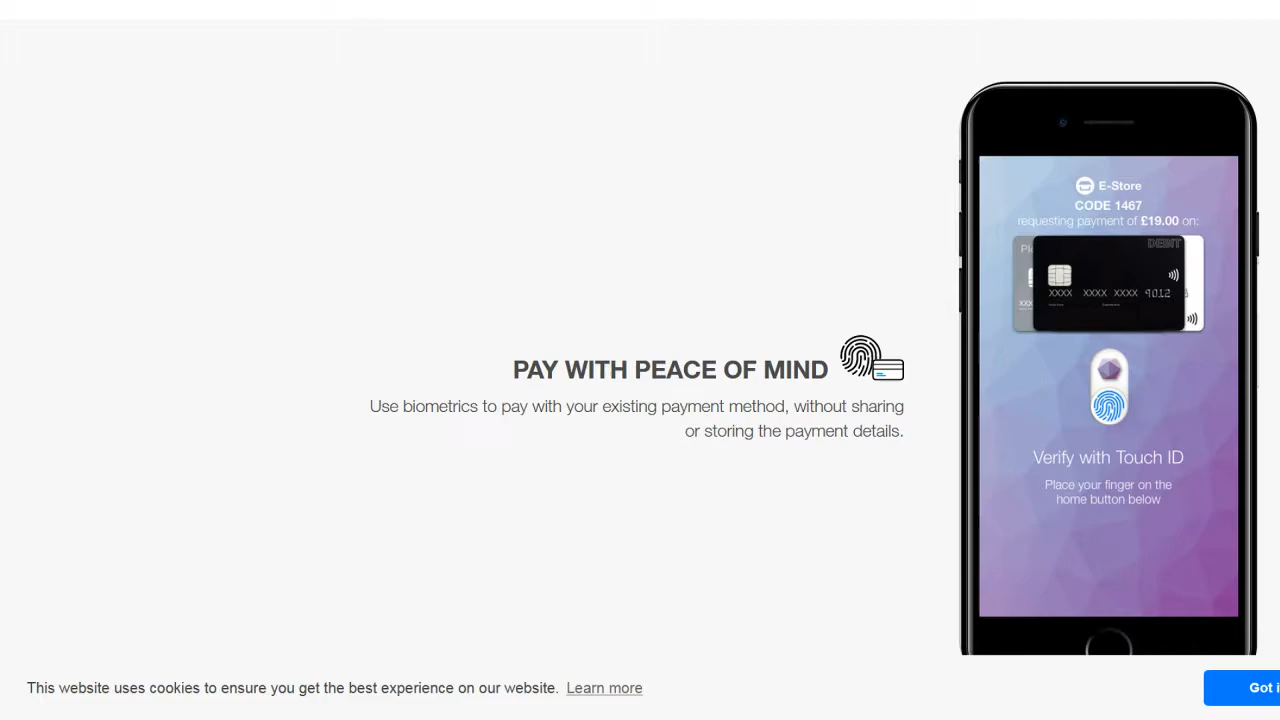 PAY WITH PEACE OF MIND
Use biometrics to pay with your existing payment method, without sharing
or storing the payment details.
E-Store
CODE 1467
requesting payment of £19.00 on:
DEBIT
XXXX XXXX XXXX 9012
Verify with Touch ID
Place your finger on the
home button below
This website uses cookies to ensure you get the best experience on our website. Learn more
Got i